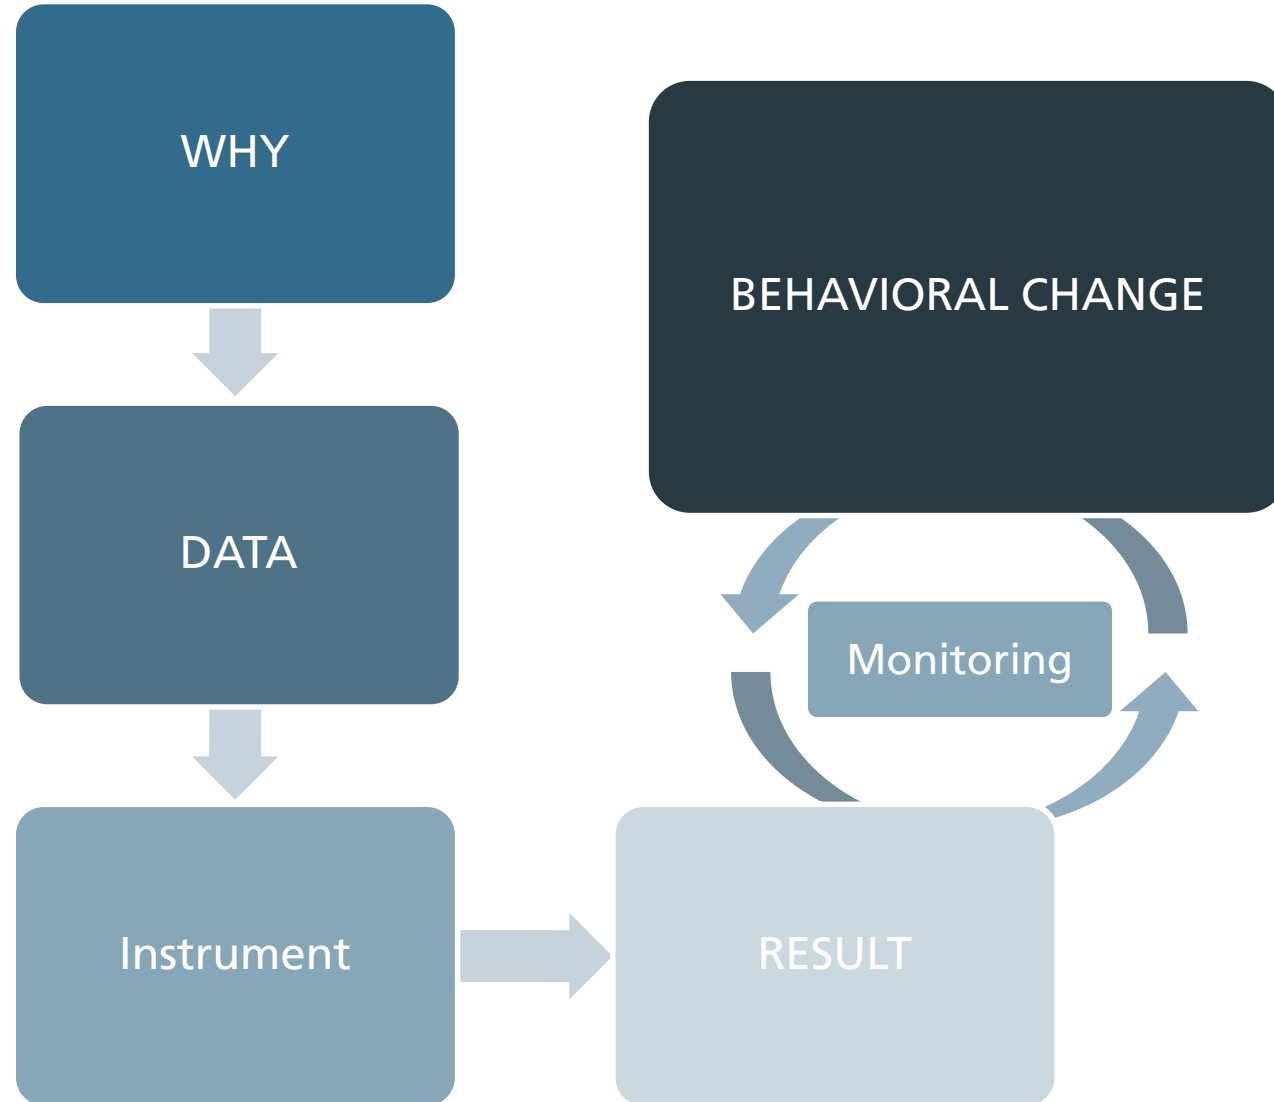 WHY
DATA
Instrument
RESULT
Monitoring
BEHAVIORAL CHANGE